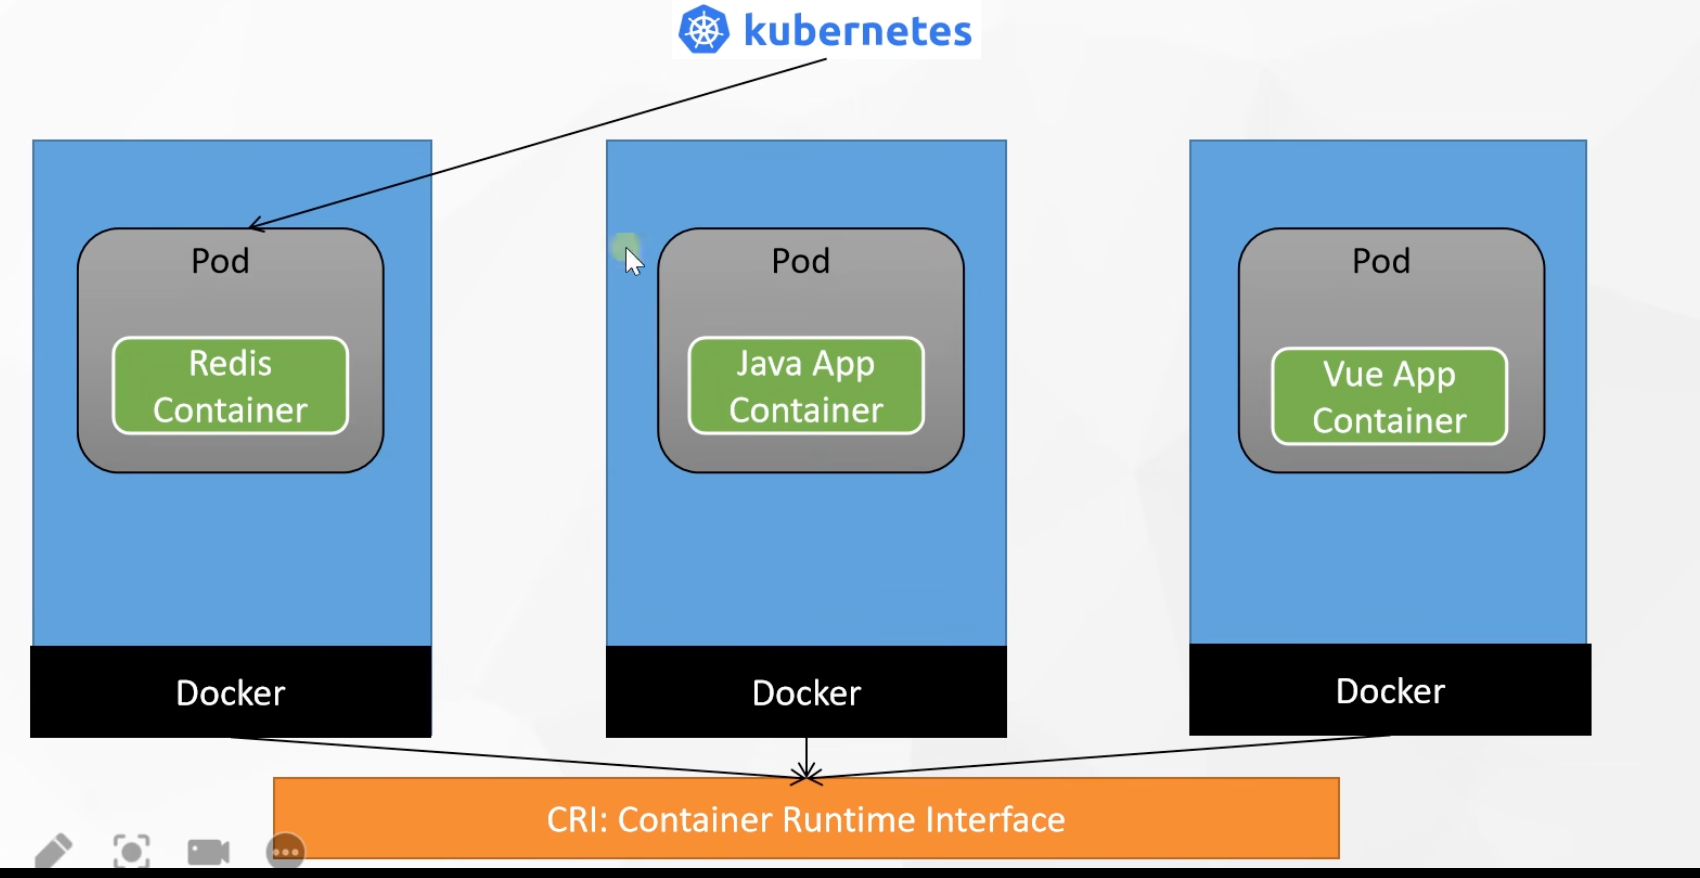 kubernetes
Pod
Redis
Container
Docker
Pod
Java App
Container
Docker
Pod
Vue App
Container
Docker
CRI: Container Runtime Interface